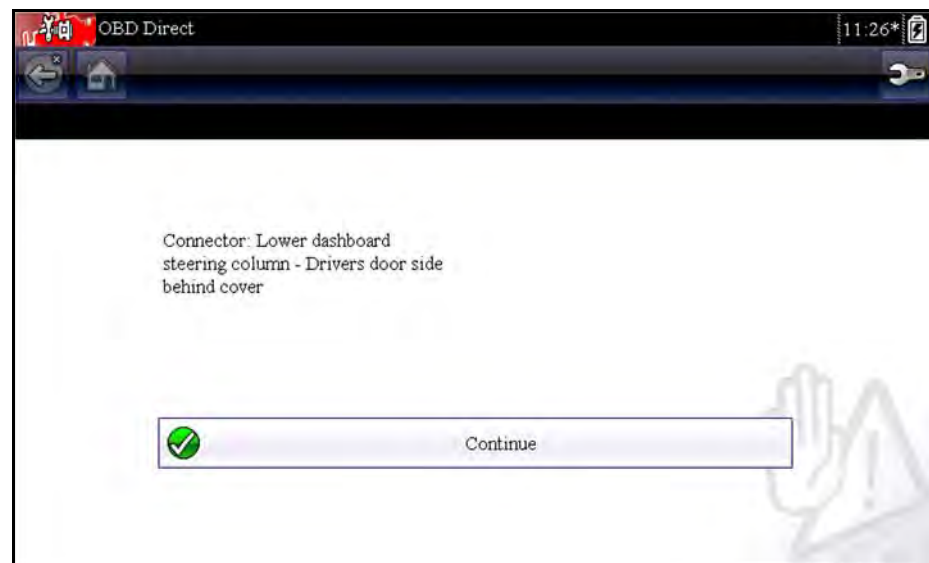 OBD Direct
11:26*
Connector: Lower dashboard
steering column - Drivers door side
behind cover
Continue